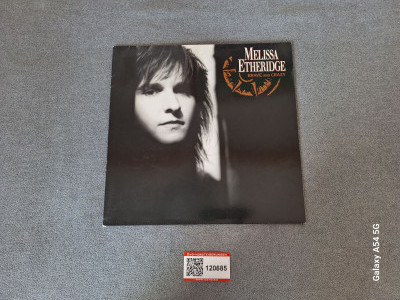 MELISSA
ETHERIDGE
BRAVE AND CRAZY
120885
Galaxy A54 5G